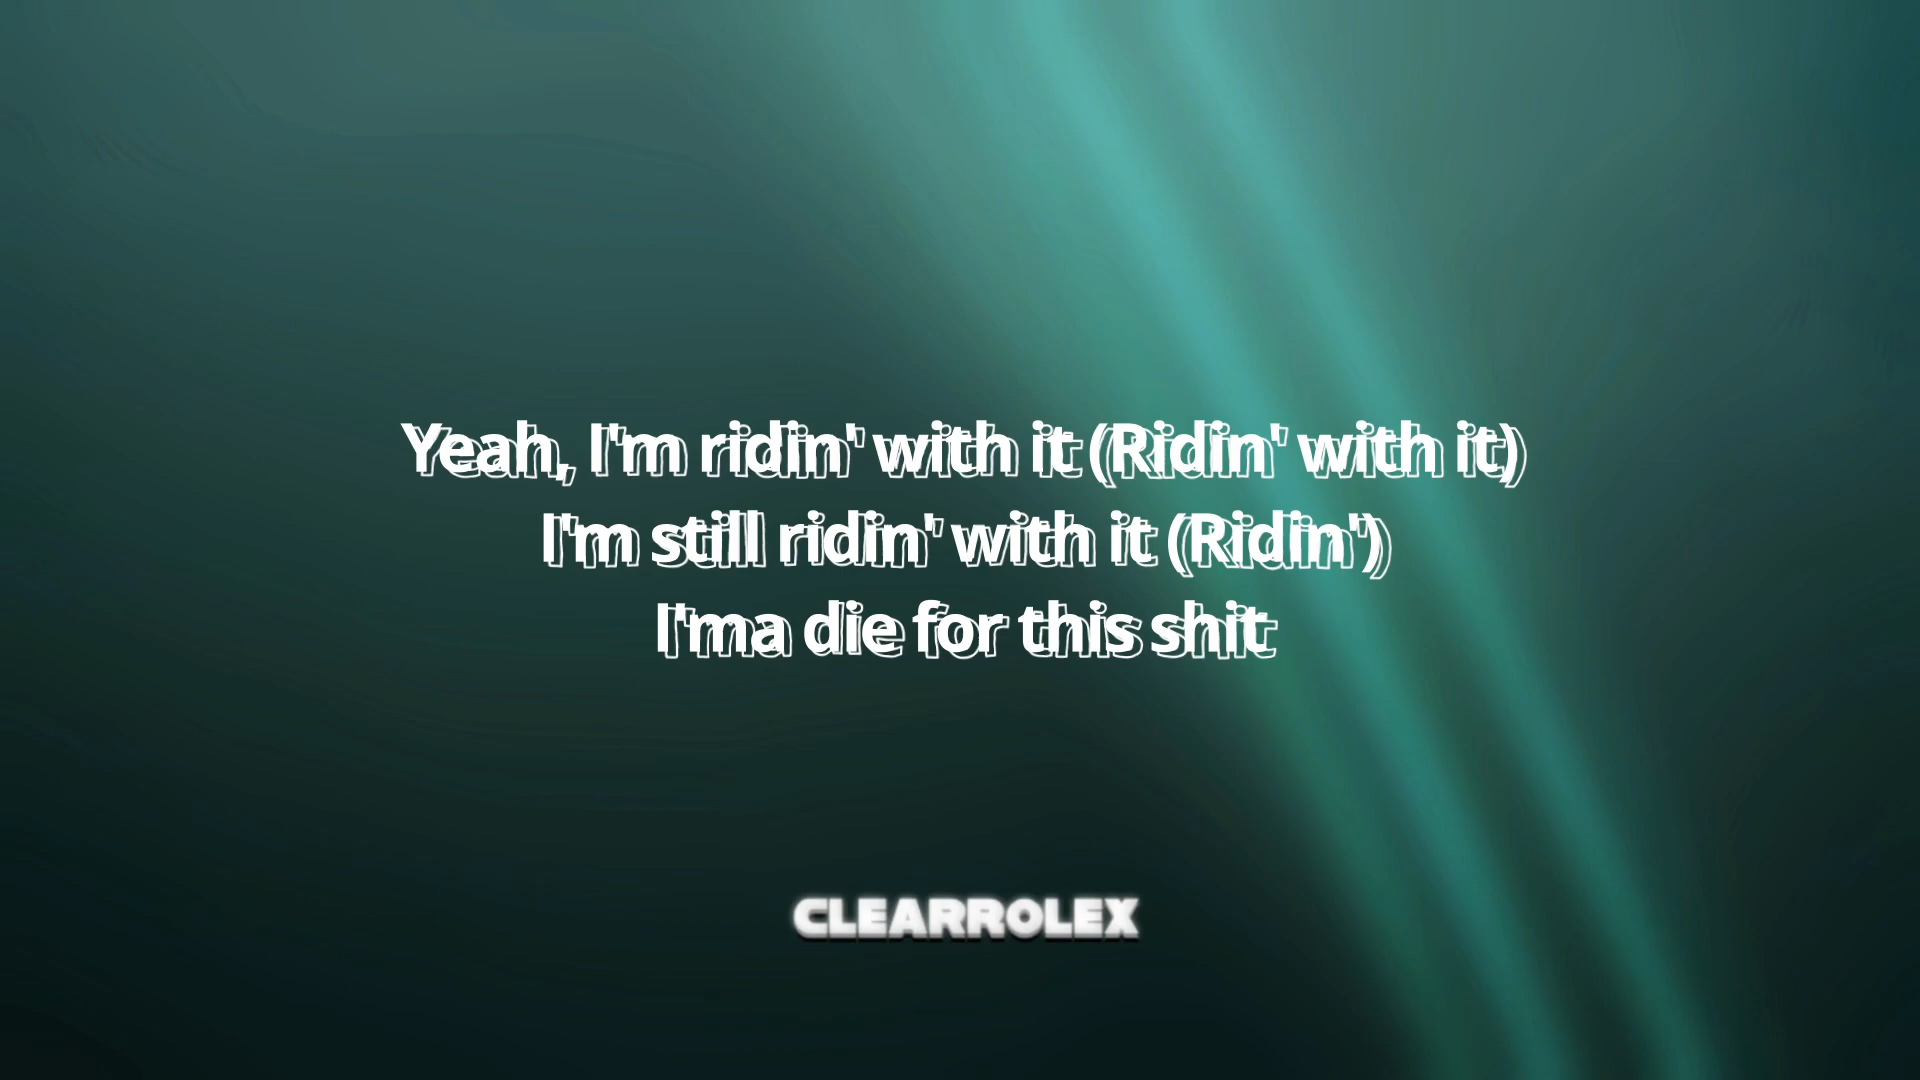 Yeah, I'm ridin' with it (Ridin' with it)
I'm still ridin' with it (Ridin')
I'ma die for this shit
CLEARROLEX